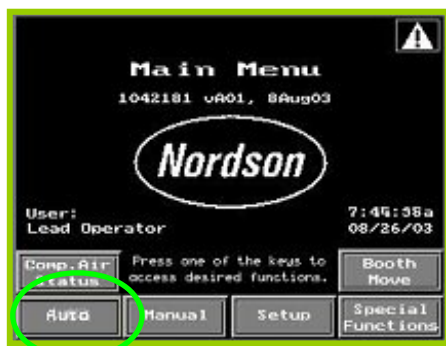 Main Menu
1042181 vA01, 8Aug03
Nordson
User:
Lead Operator
7:45:58a
08/26/03
Comp.Air
Status
Press one of the keys to
access desired functions.
Booth
Move
Auto
Manual
Setup
Special
Functions